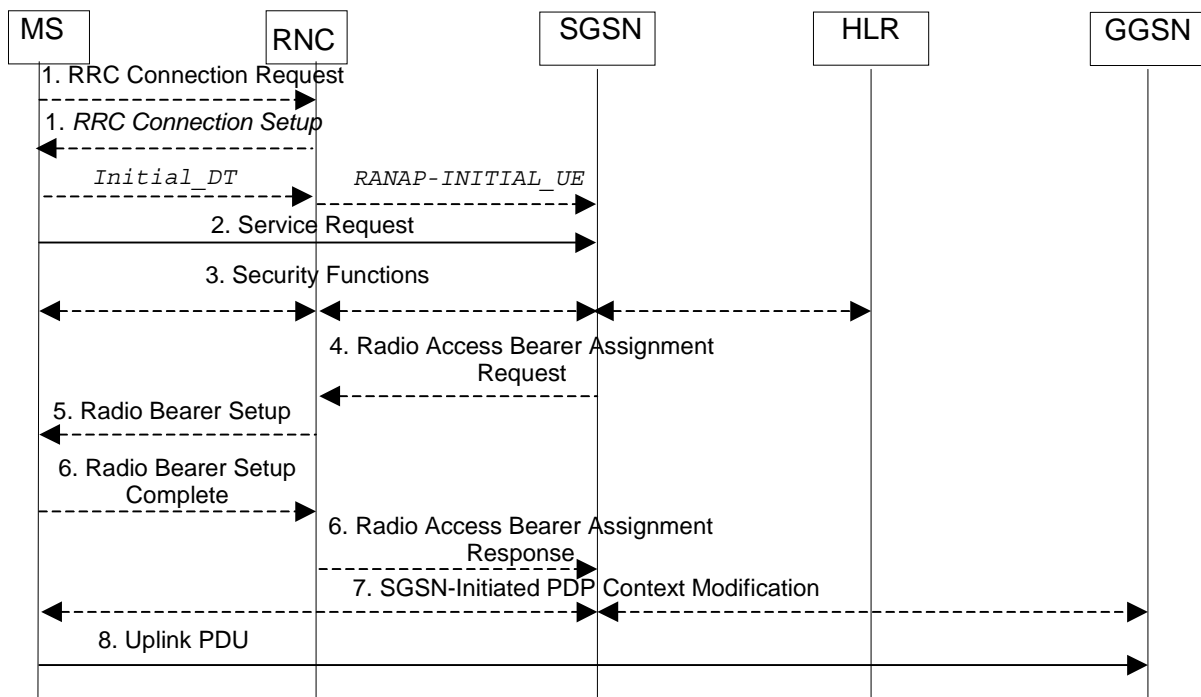 MS
RNC
SGSN
HLR
GGSN
1. RRC Connection Request
1. RRC Connection Setup
Initial_DT
RANAP-INITIAL_UE
2. Service Request
3. Security Functions
4. Radio Access Bearer Assignment
Request
5. Radio Bearer Setup
6. Radio Bearer Setup
Complete
6. Radio Access Bearer Assignment
Response
7. SGSN-Initiated PDP Context Modification
8. Uplink PDU